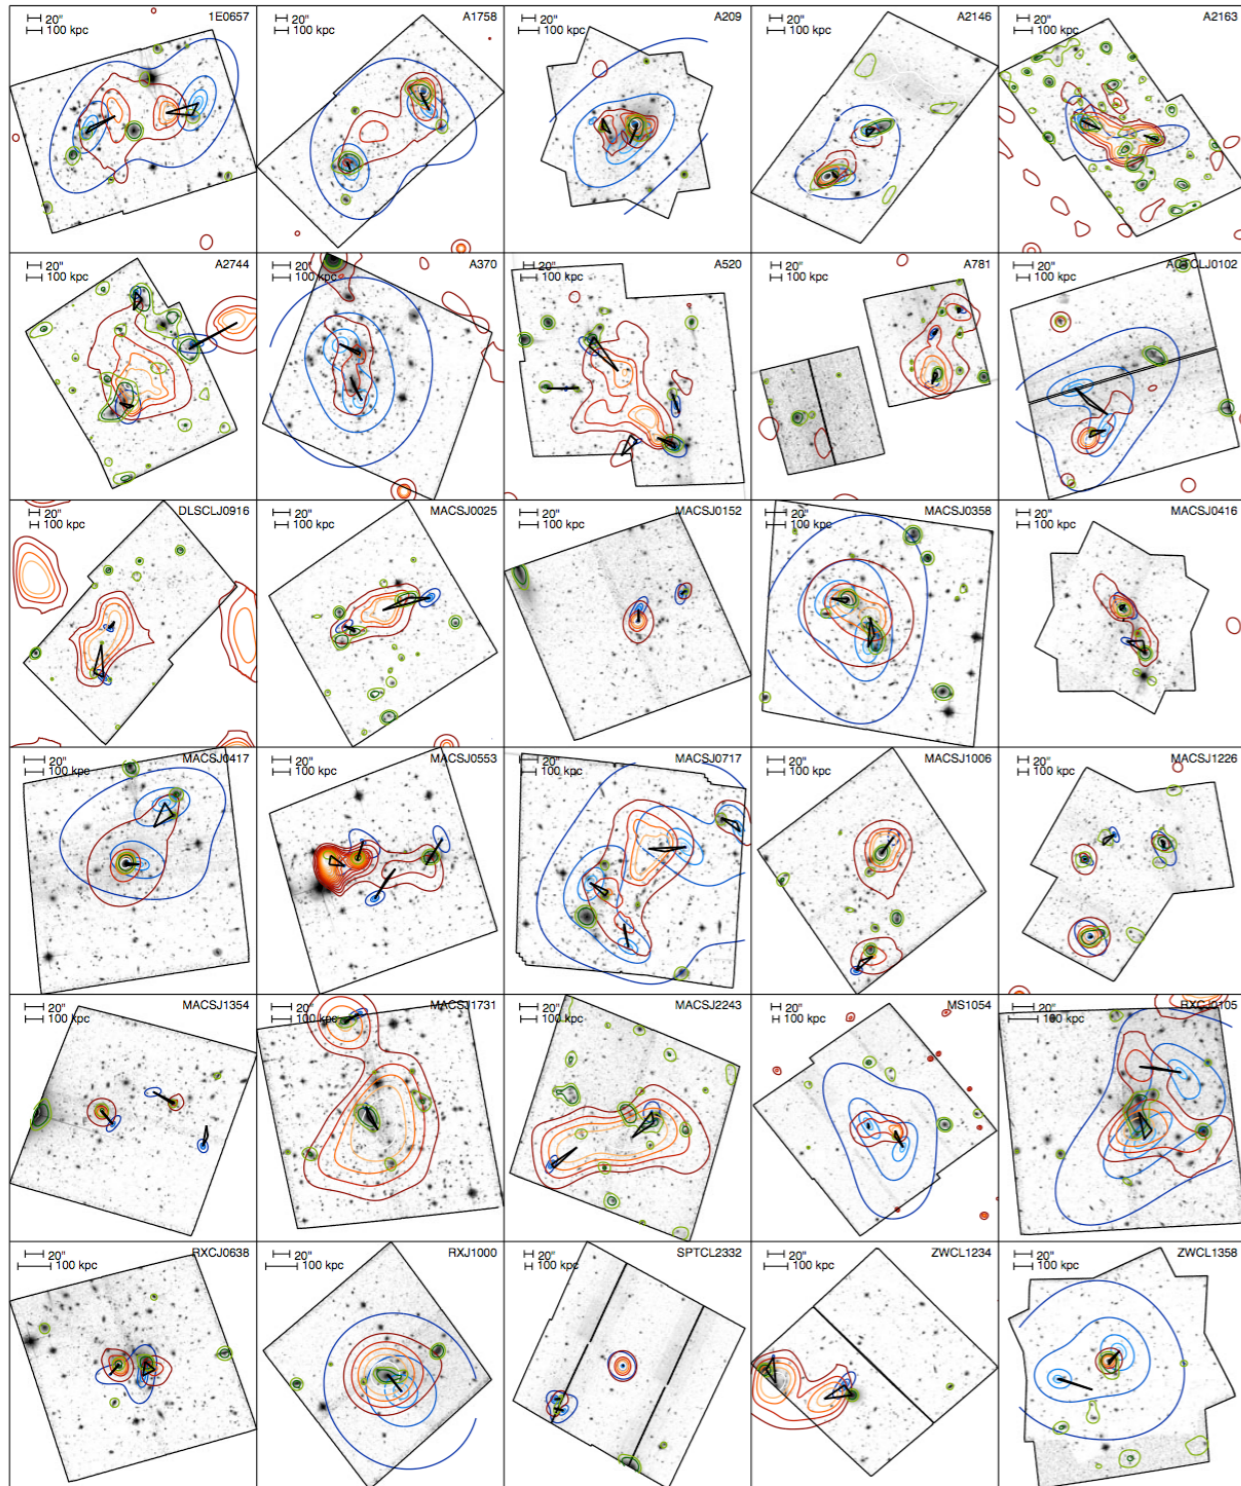 1E0657
20"
100 kpc
A1758
20"
100 kpc
A209
20"
100 kpc
A2146
20"
100 kpc
A2163
20"
100 kpc
A2744
20"
100 kpc
A370
20"
100 kpc
A520
20"
100 kpc
A781
20"
100 kpc
ACTCLJ0102
20"
100 kpc
DLSCLJ0916
20"
100 kpc
MACSJ0025
20"
100 kpc
MACSJ0152
20"
100 kpc
MACSJ0358
20"
100 kpc
MACSJ0416
20"
100 kpc
MACSJ0417
20"
100 kpc
MACSJ0553
20"
100 kpc
MACSJ0717
20"
100 kpc
MACSJ1006
20"
100 kpc
MACSJ1226
20"
100 kpc
MACSJ1354
20"
100 kpc
MACSJ1731
20"
100 kpc
MACSJ2243
20"
100 kpc
MS1054
20"
100 kpc
RXCJ0105
20"
100 kpc
RXCJ0638
20"
100 kpc
RXJ1000
20"
100 kpc
SPTCL2332
20"
100 kpc
ZWCL1234
20"
100 kpc
ZWCL1358
20"
100 kpc